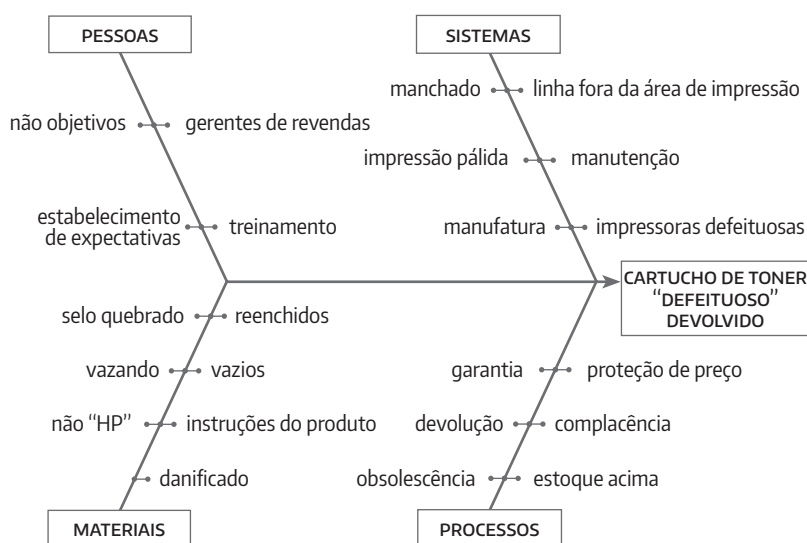 PESSOAS
SISTEMAS
manchado linha fora da área de impressão
não objetivos gerentes de revendas
impressão pálida manutenção
estabelecimento
de expectativas
treinamento
manufatura impressoras defeituosas
CARTUCHO DE TONER
“DEFEITUOSO”
DEVOLVIDO
selo quebrado reenchidos
vazando vazios
garantia proteção de preço
não “HP” instruções do produto
devolução complacência
danificado
obsolescência estoque acima
MATERIAIS
PROCESSOS